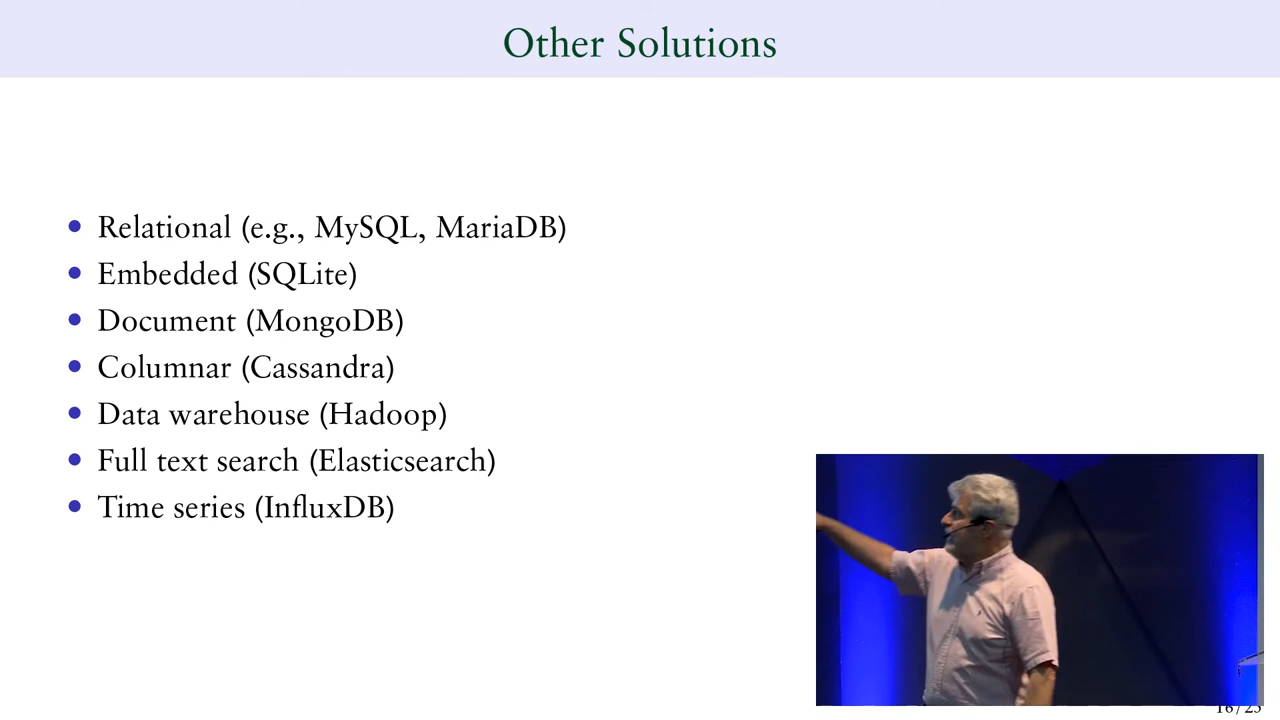 Other Solutions
• Relational (e.g., MySQL, MariaDB)
• Embedded (SQLite)
• Document (MongoDB)
• Columnar (Cassandra)
• Data warehouse (Hadoop)
• Full text search (Elasticsearch)
• Time series (InfluxDB)